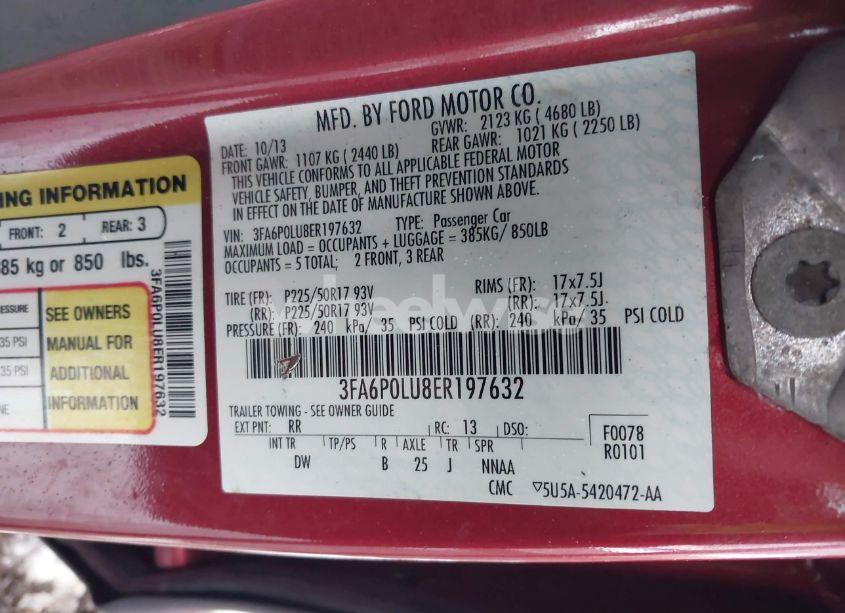 MFD. BY FORD MOTOR CO.
DATE: 10/13 GVWR: 2123 KG ( 4680 LB)
FRONT GAWR: 1107 KG ( 2440 LB) REAR GAWR: 1021 KG ( 2250 LB)
THIS VEHICLE CONFORMS TO ALL APPLICABLE FEDERAL MOTOR
VEHICLE SAFETY, BUMPER, AND THEFT PREVENTION STANDARDS
IN EFFECT ON THE DATE OF MANUFACTURE SHOWN ABOVE.
VIN: 3FA6P0LU8ER197632 TYPE: Passenger Car
MAXIMUM LOAD = OCCUPANTS + LUGGAGE = 385KG/ 850LB
OCCUPANTS = 5 TOTAL; 2 FRONT, 3 REAR
TIRE (FR): P225/50R17 93V RIMS (FR): 17x7.5J
(RR): P225/50R17 93V (RR): 17x7.5J
PRESSURE (FR): 240 kPa/ 35 PSI COLD (RR): 240 kPa/ 35 PSI COLD
3FA6P0LU8ER197632
TRAILER TOWING - SEE OWNER GUIDE
EXT PNT: RR RC: 13 DSO: F0078
R0101
INT TR TP/PS R AXLE TR SPR
DW B 25 J NNAA
CMC 5U5A-5420472-AA
ING INFORMATION
FRONT: 2 REAR: 3
385 kg or 850 lbs.
PRESSURE
35 PSI
35 PSI
SEE OWNERS
MANUAL FOR
ADDITIONAL
INFORMATION
3FA6P0LU8ER197632